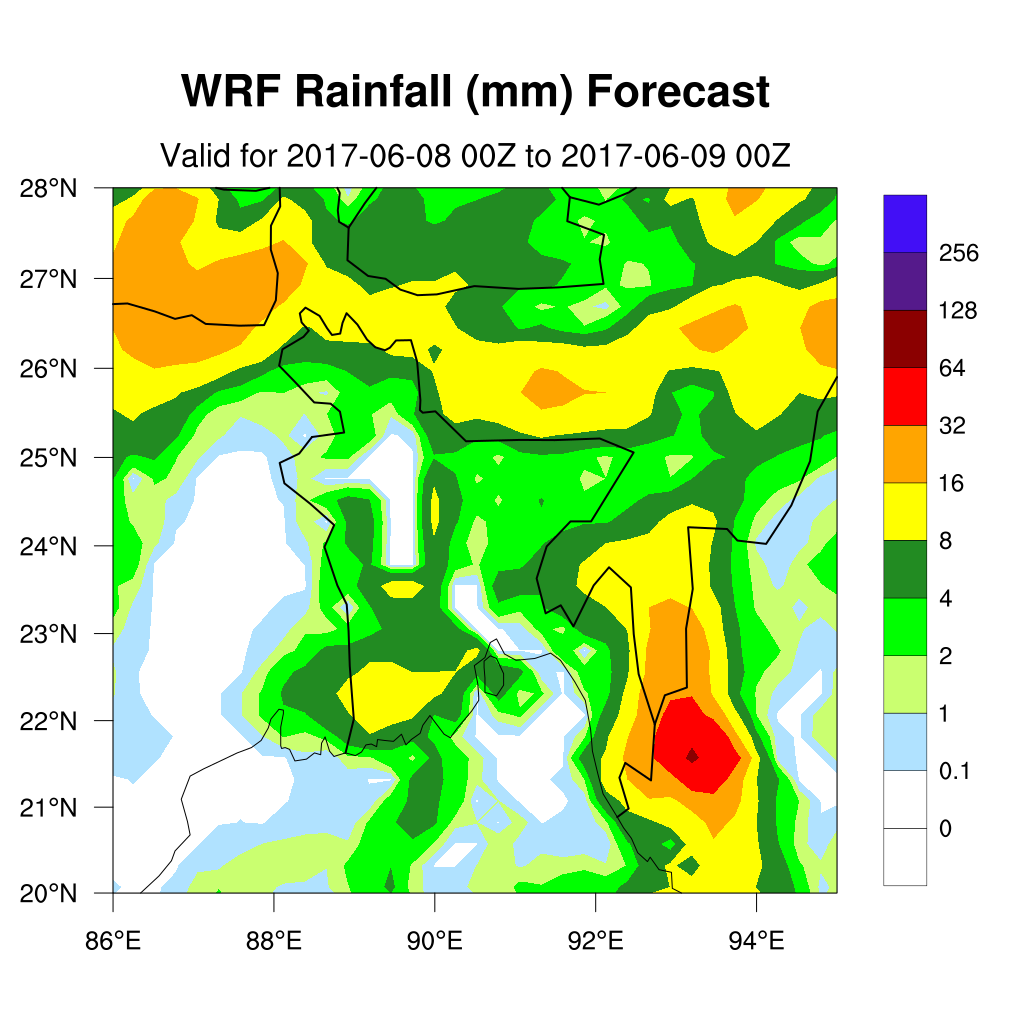 WRF Rainfall (mm) Forecast
Valid for 2017-06-08 00Z to 2017-06-09 00Z
28°N
27°N
26°N
25°N
24°N
23°N
22°N
21°N
20°N
86°E
88°E
90°E
92°E
94°E
256
128
64
32
16
8
4
2
1
0.1
0